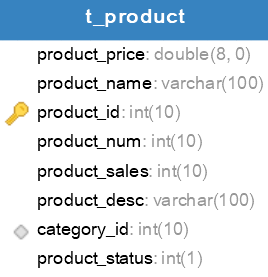 t_product
product_price: double(8, 0)
product_name: varchar(100)
product_id: int(10)
product_num: int(10)
product_sales: int(10)
product_desc: varchar(100)
category_id: int(10)
product_status: int(1)